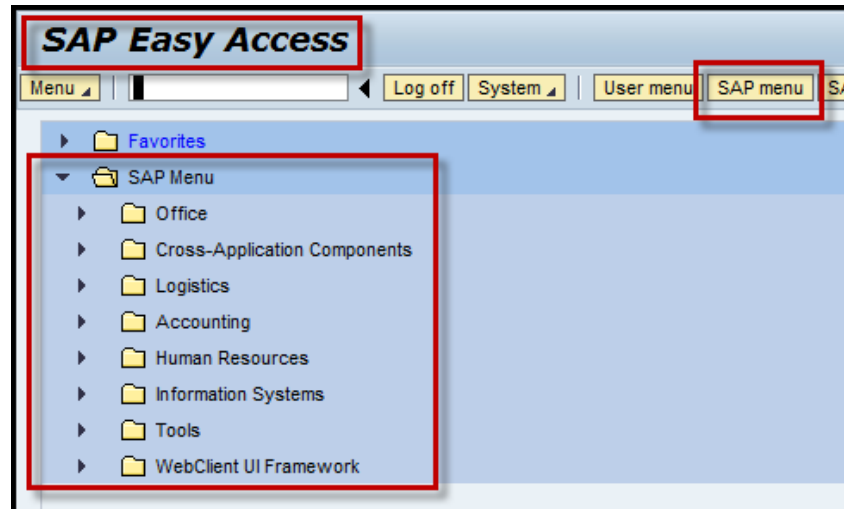 SAP Easy Access
Menu Log off System User menu SAP menu SA
Favorites
SAP Menu
Office
Cross-Application Components
Logistics
Accounting
Human Resources
Information Systems
Tools
WebClient UI Framework